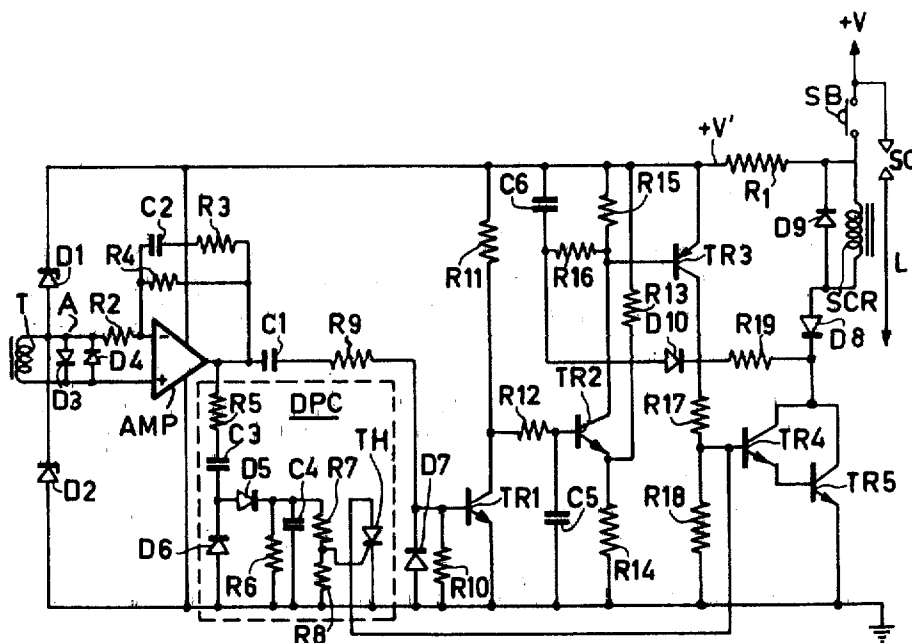 +V
SB
SC
+V'
R1
C6
R15
D9
C2
R3
R11
TR3
D1
R4
R16
R13
L
T
A
R2
C1
R9
D10
R19
SCR
D8
D4
D3
AMP
R5
DPC
R12
TR2
R17
TR4
C3
D5
C4
R7
TH
D7
D2
TR1
C5
R18
TR5
D6
R6
R8
R10
R14